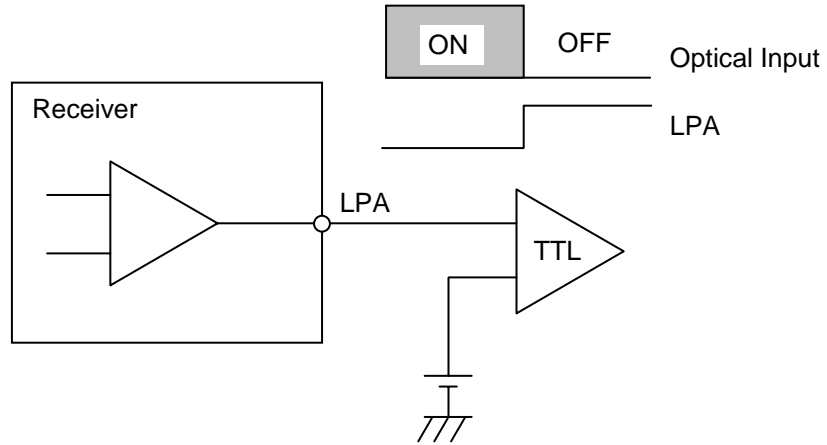 ON
OFF
Optical Input
LPA
Receiver
LPA
TTL